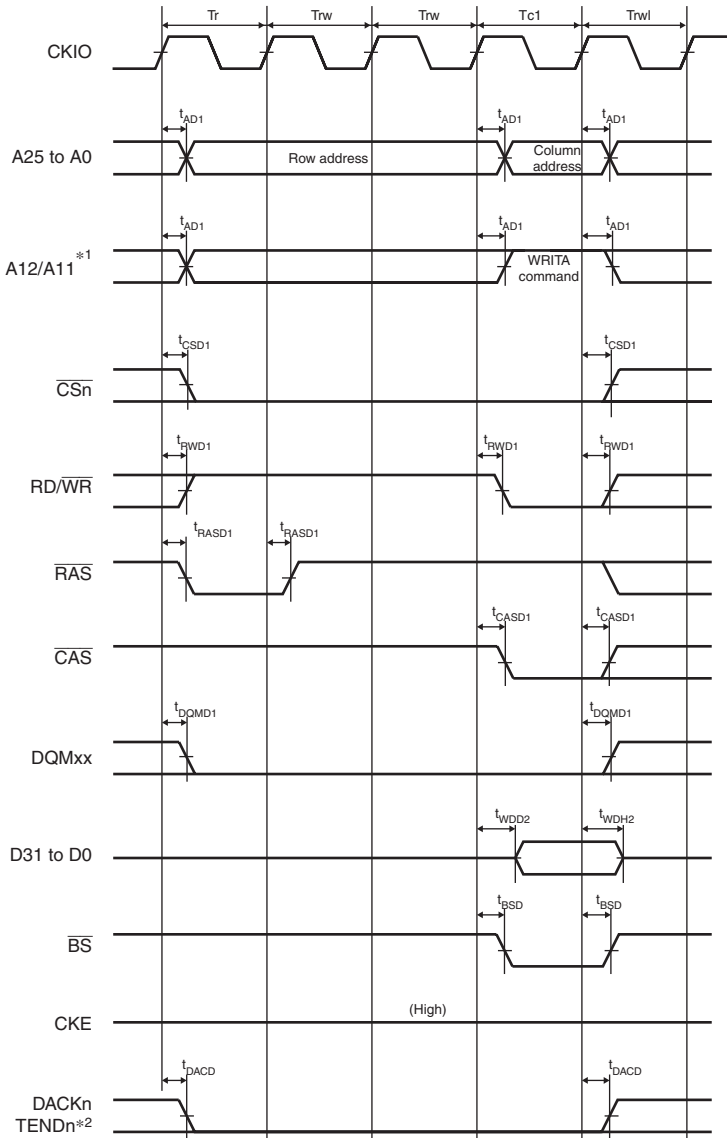 Tr Trw Trw Tc1 Trwl
CKIO
tAD1 tAD1 tAD1
A25 to A0 Row address Column address
tAD1 tAD1 tAD1
A12/A11*1 WRITA command
tCSD1 tCSD1
CSn
tRWD1 tRWD1 tRWD1
RD/WR
tRASD1 tRASD1
RAS
tCASD1 tCASD1
CAS
tDQMD1 tDQMD1
DQMxx
tWDD2 tWDH2
D31 to D0
tBSD tBSD
BS
(High)
CKE
tDACD tDACD
DACKn
TENDn*2